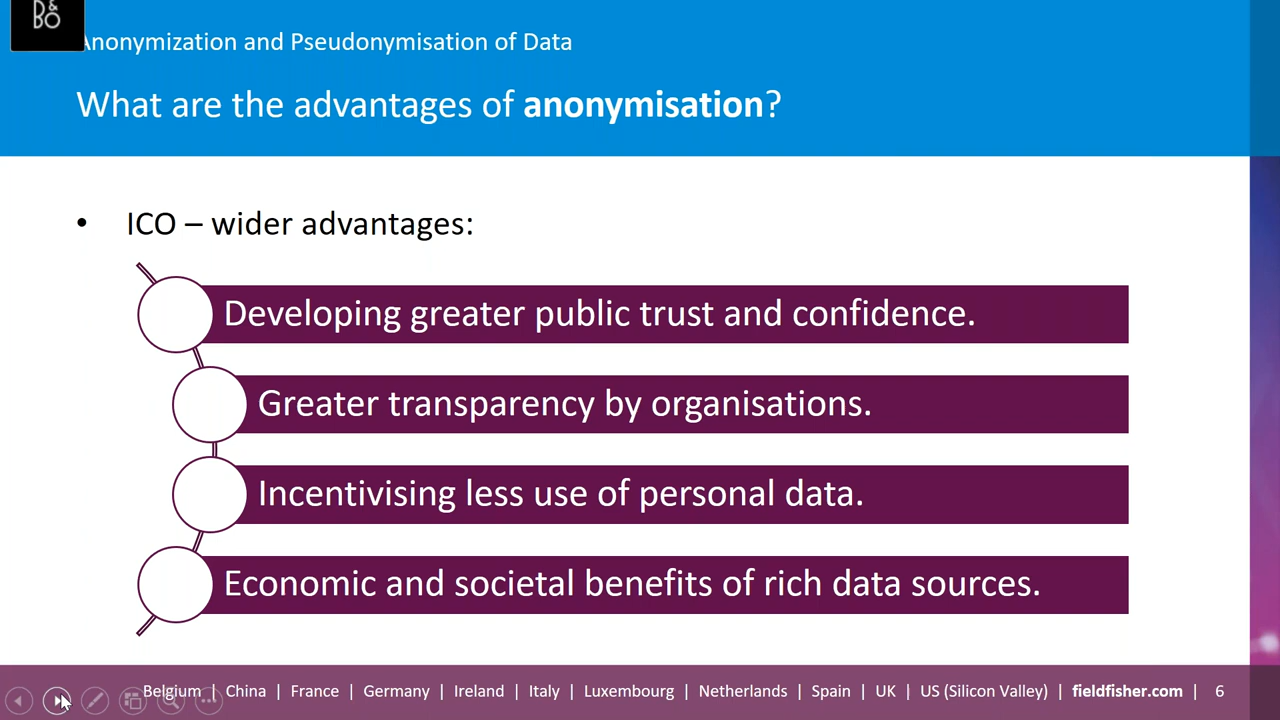 B&BO
Anonymization and Pseudonymisation of Data
What are the advantages of anonymisation?
• ICO – wider advantages:
Developing greater public trust and confidence.
Greater transparency by organisations.
Incentivising less use of personal data.
Economic and societal benefits of rich data sources.
Belgium | China | France | Germany | Ireland | Italy | Luxembourg | Netherlands | Spain | UK | US (Silicon Valley) | fieldfisher.com | 6